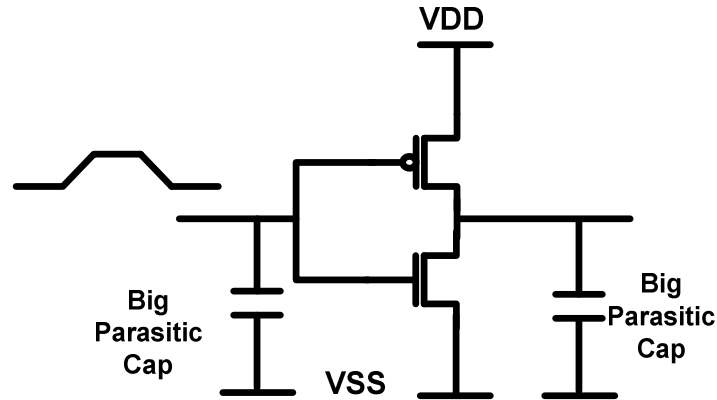 VDD
Big
Parasitic
Cap
VSS
Big
Parasitic
Cap